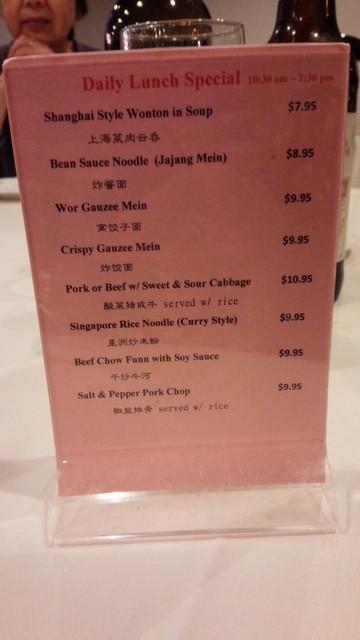 Daily Lunch Special 10:30 am – 2:30 pm
Shanghai Style Wonton in Soup $7.95
上海菜肉云吞
Bean Sauce Noodle (Jajang Mein) $8.95
炸醬面
Wor Gauzee Mein $9.95
窝饺子面
Crispy Gauzee Mein $9.95
炸饺面
Pork or Beef w/ Sweet & Sour Cabbage $10.95
酸菜猪或牛 served w/ rice
Singapore Rice Noodle (Curry Style) $9.95
星洲炒米粉
Beef Chow Funn with Soy Sauce $9.95
干炒牛河
Salt & Pepper Pork Chop $9.95
椒盐排骨 served w/ rice